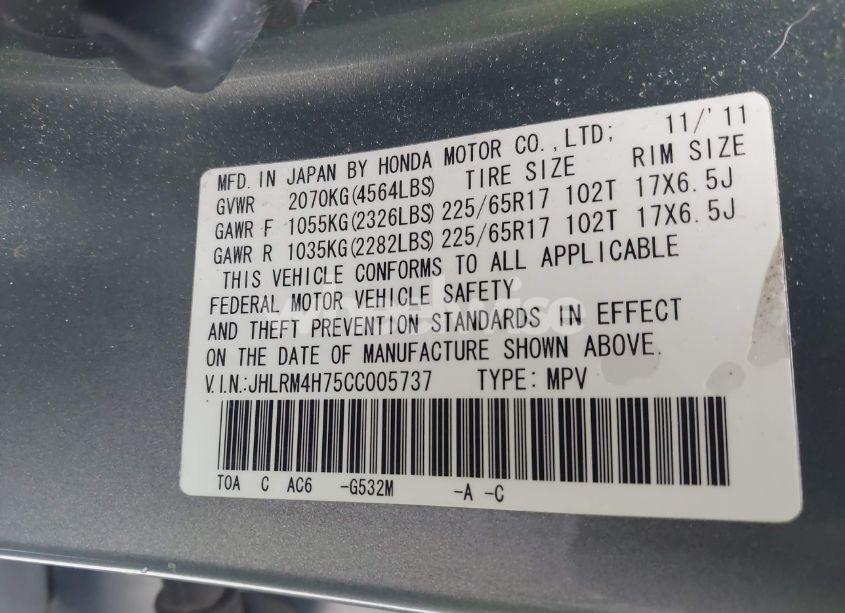 MFD. IN JAPAN BY HONDA MOTOR CO., LTD; 11/'11
GVWR 2070KG(4564LBS) TIRE SIZE RIM SIZE
GAWR F 1055KG(2326LBS) 225/65R17 102T 17X6.5J
GAWR R 1035KG(2282LBS) 225/65R17 102T 17X6.5J
THIS VEHICLE CONFORMS TO ALL APPLICABLE
FEDERAL MOTOR VEHICLE SAFETY
AND THEFT PREVENTION STANDARDS IN EFFECT
ON THE DATE OF MANUFACTURE SHOWN ABOVE.
V.I.N.:JHLRM4H75CC005737 TYPE: MPV
TOA C AC6 -G532M -A -C